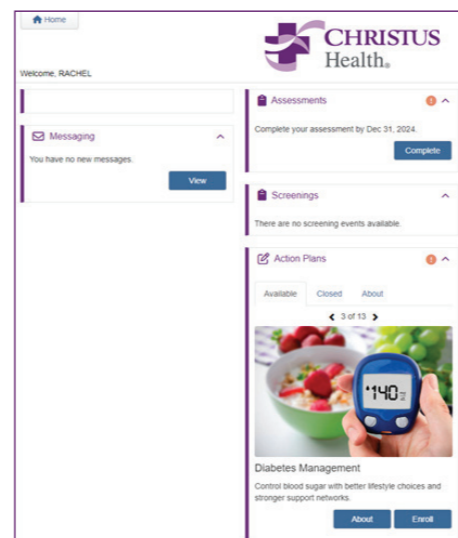 Home
CHRISTUS
Health®
Welcome, RACHEL
Messaging
You have no new messages.
View
Assessments
Complete your assessment by Dec 31, 2024.
Complete
Screenings
There are no screening events available.
Action Plans
Available Closed About
3 of 13
140
Diabetes Management
Control blood sugar with better lifestyle choices and
stronger support networks.
About Enroll